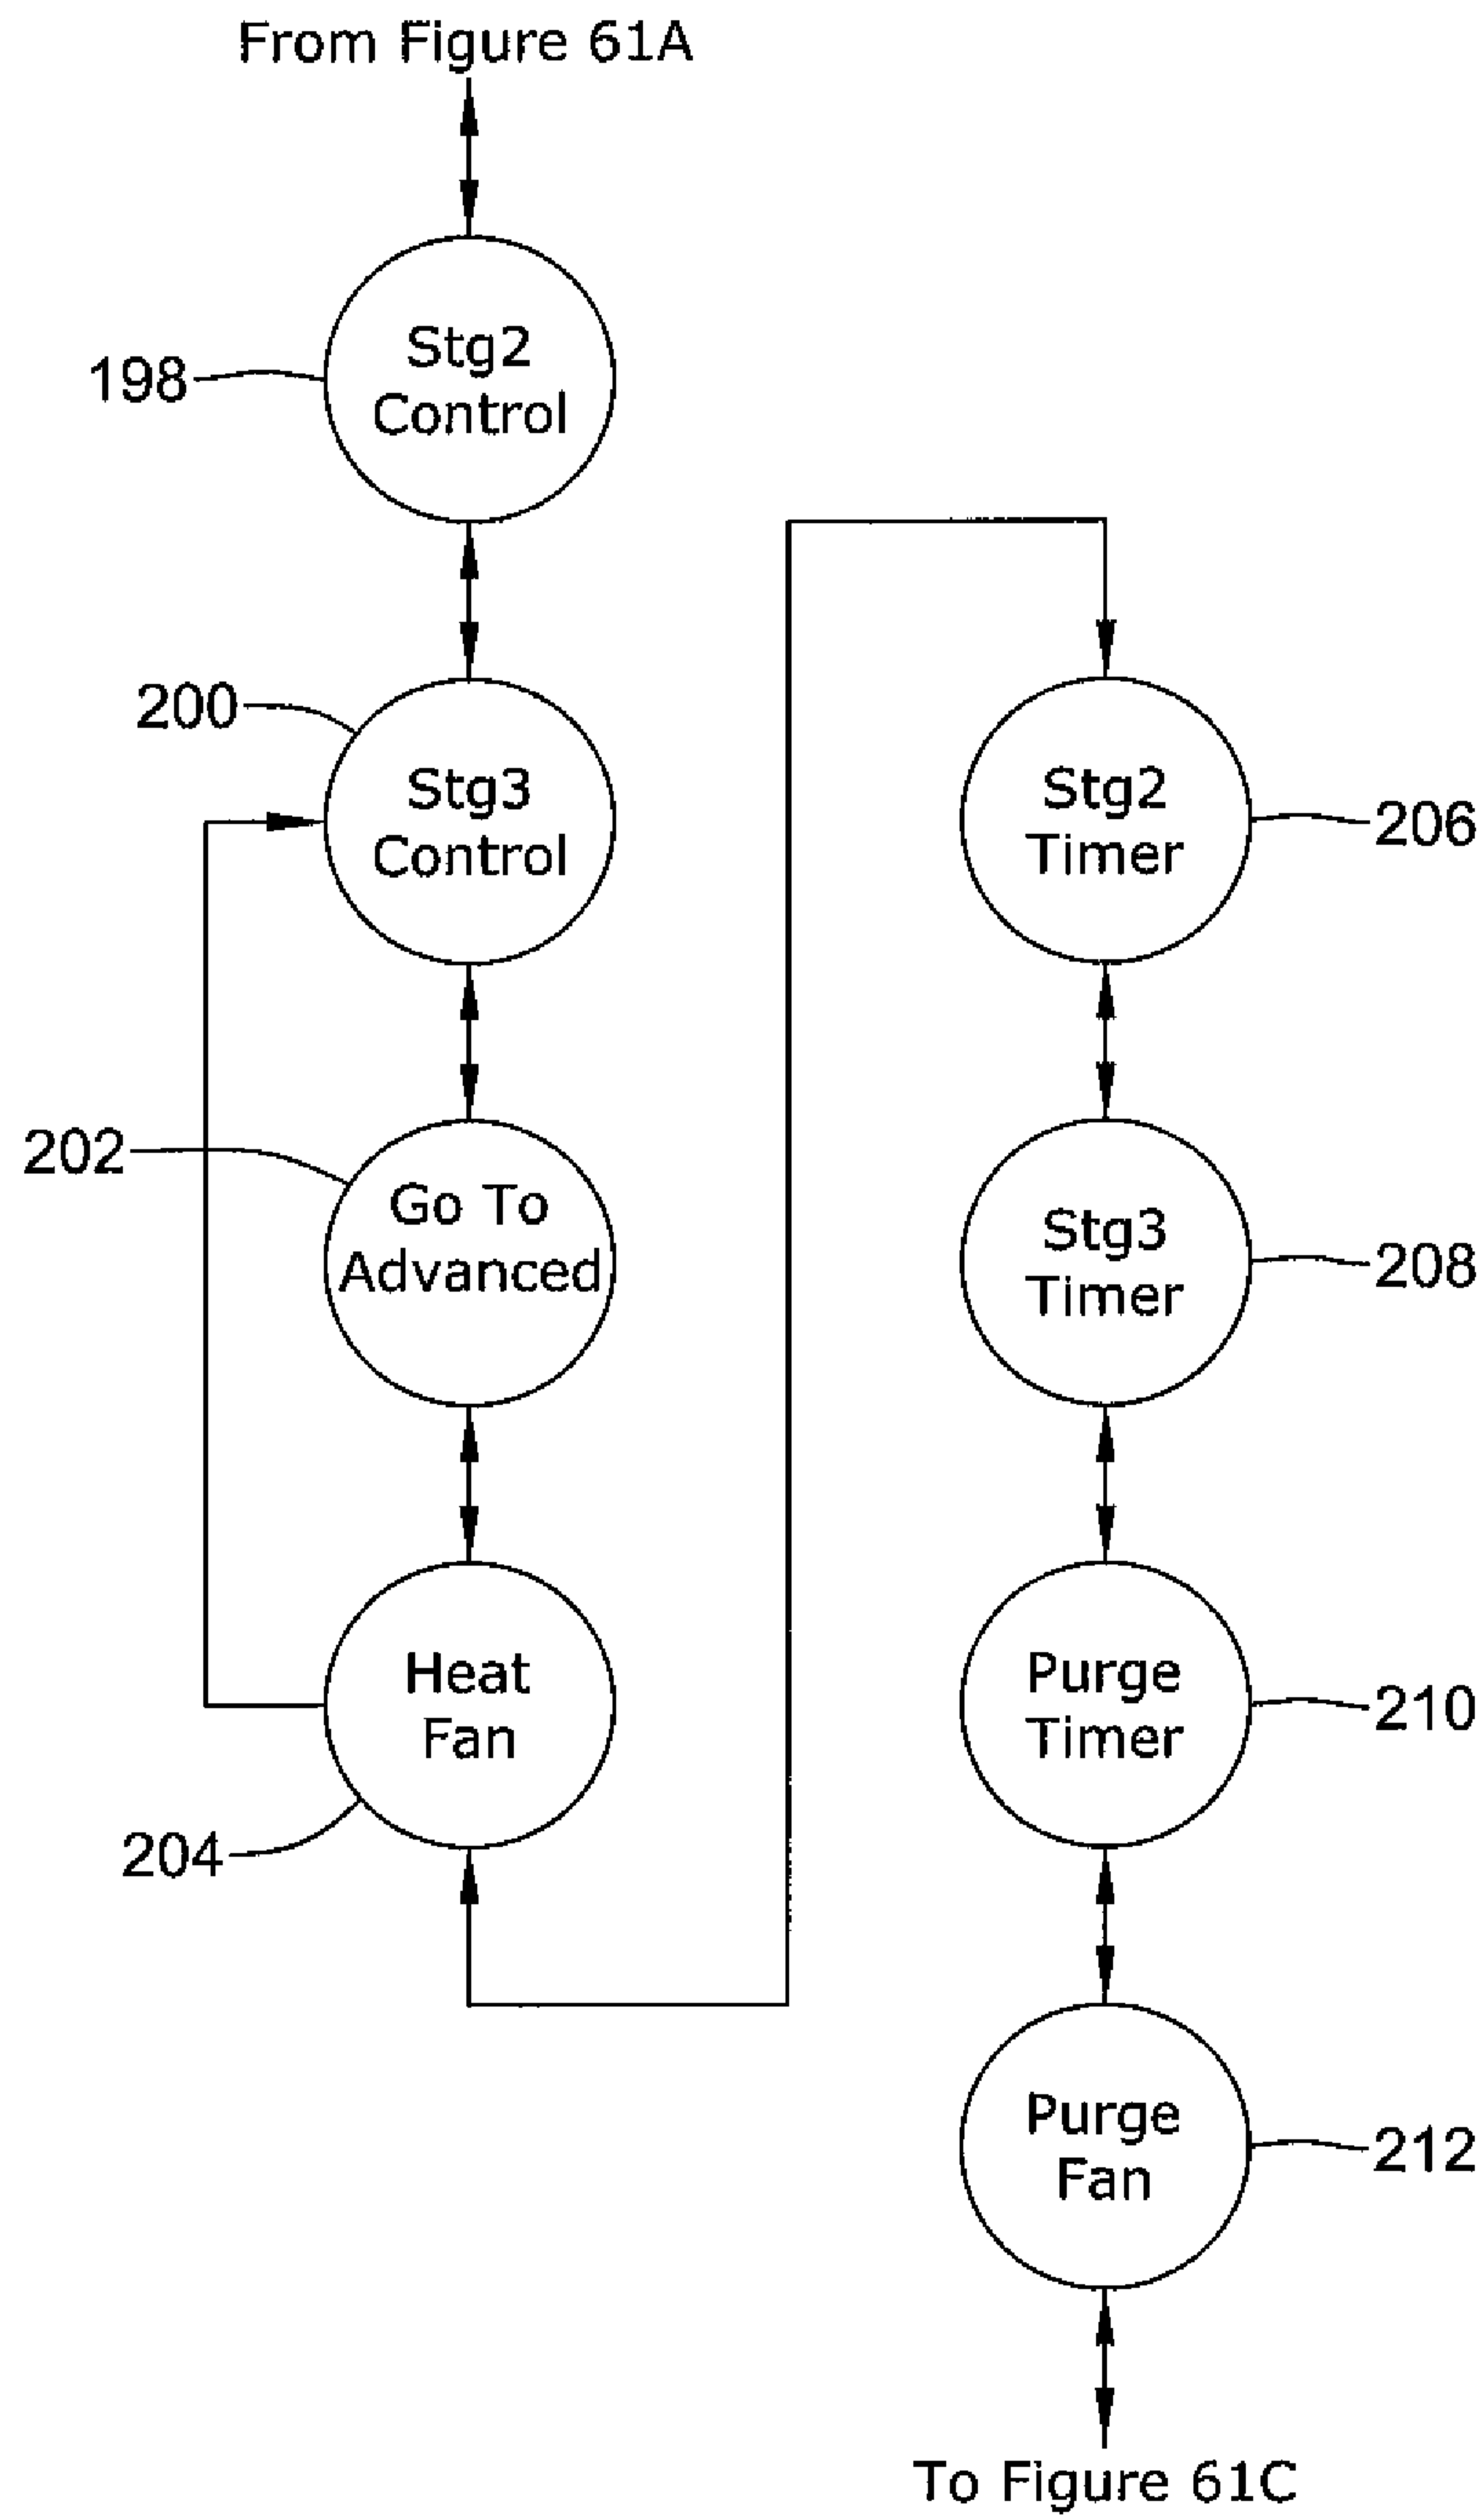 From Figure 61A
198
Stg2
Control
200
Stg3
Control
202
Go To
Advanced
Heat
Fan
204
Stg2
Timer
206
Stg3
Timer
208
Purge
Timer
210
Purge
Fan
212
To Figure 61C